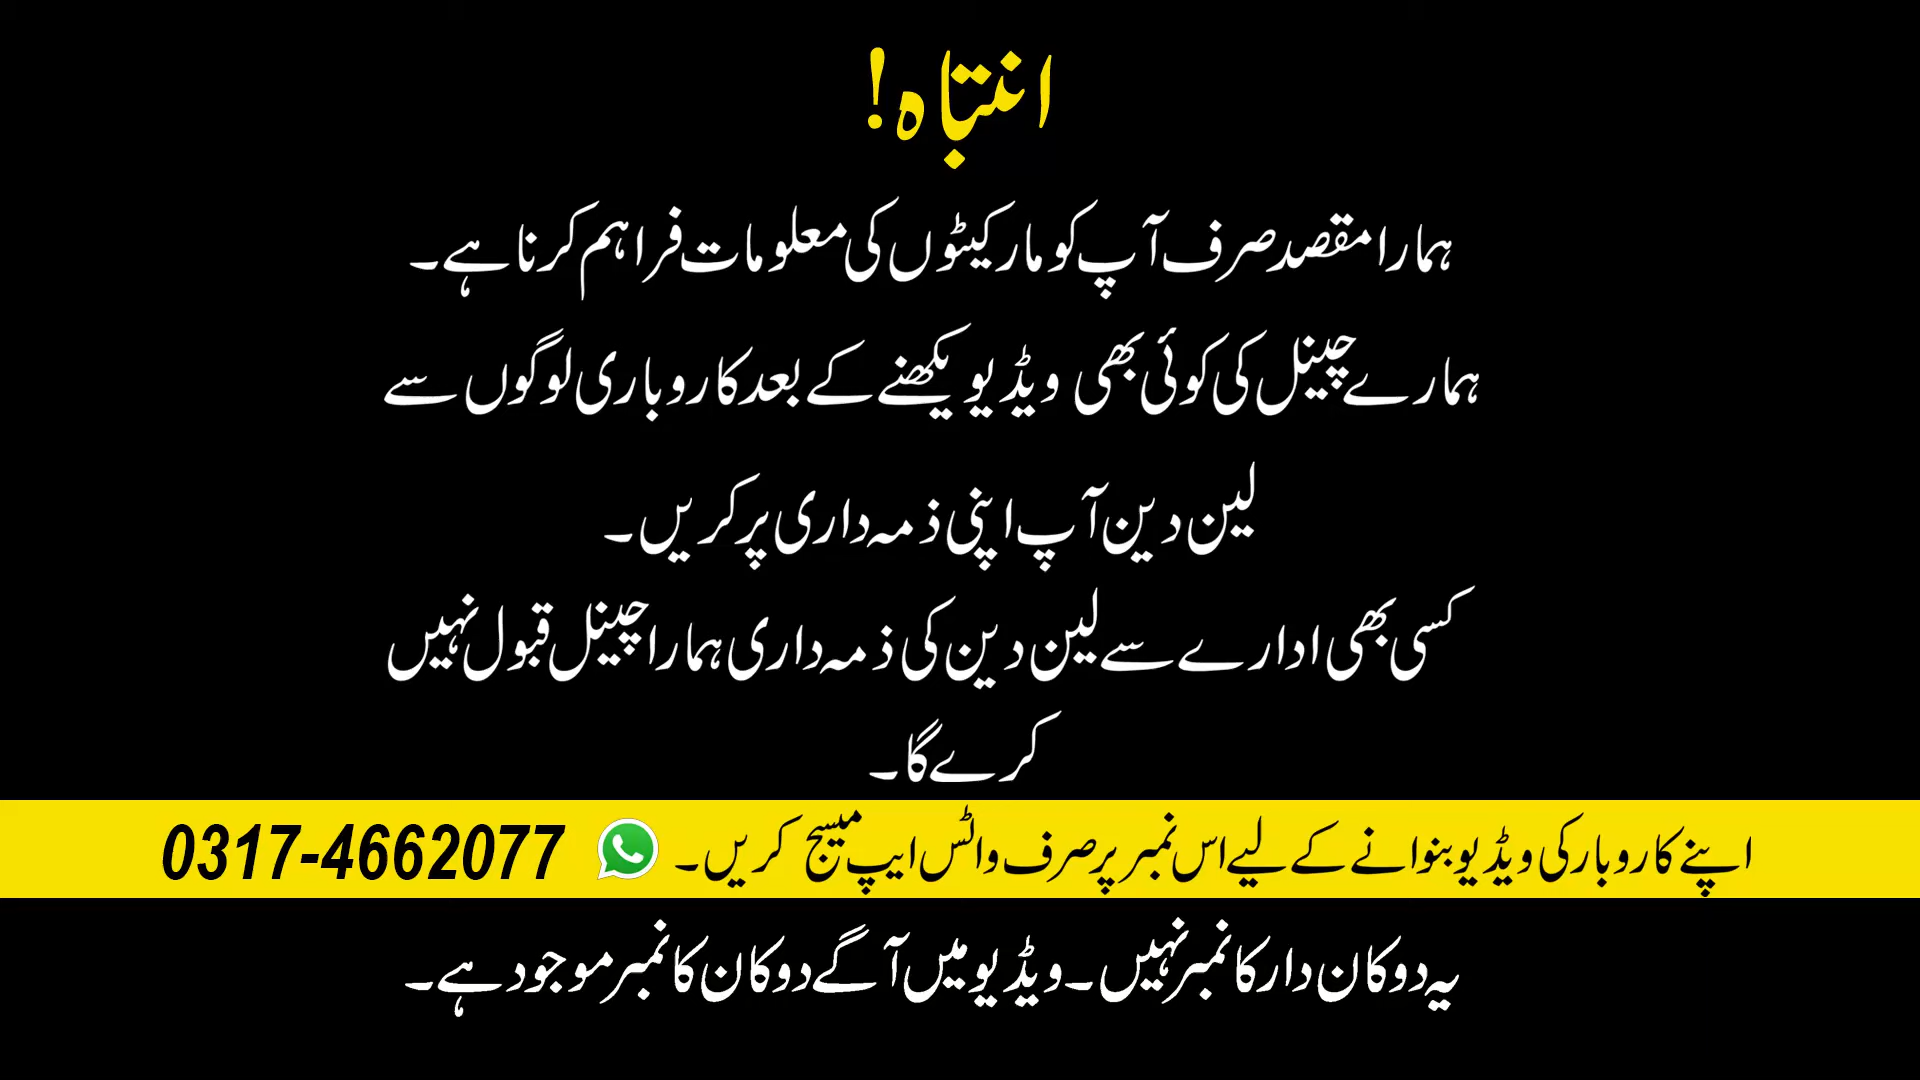 انتباہ!
ہمارا مقصد صرف آپ کو مارکیٹوں کی معلومات فراہم کرنا ہے۔
ہمارے چینل کی کوئی بھی ویڈیو یکھنے کے بعد کاروباری لوگوں سے
لین دین آپ اپنی ذمہ داری پر کریں۔
کسی بھی ادارے سے لین دین کی ذمہ داری ہمارا چینل قبول نہیں
کرے گا۔
اپنے کاروبار کی ویڈیو بنوانے کے لیے اس نمبر پر صرف واٹس ایپ میسج کریں۔ 0317-4662077
یہ دوکان دار کا نمبر نہیں۔ ویڈیو میں آگے دوکان کا نمبر موجود ہے۔